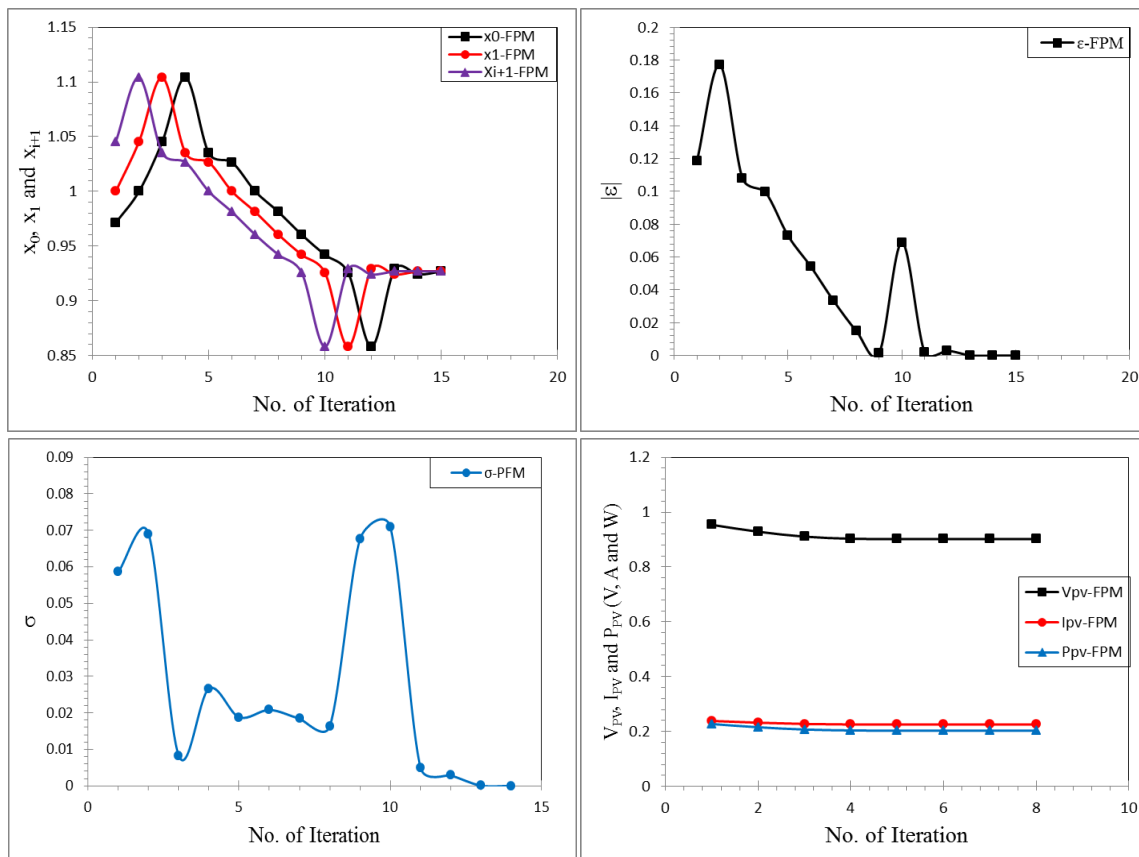 x0-FPM
x1-FPM
Xi+1-FPM
1.15
1.1
1.05
1
0.95
0.9
0.85
x₀, x₁ and xᵢ₊₁
0 5 10 15 20
No. of Iteration
ε-FPM
0.2
0.18
0.16
0.14
0.12
0.1
0.08
0.06
0.04
0.02
0
|ε|
0 5 10 15 20
No. of Iteration
σ-PFM
0.09
0.08
0.07
0.06
0.05
0.04
0.03
0.02
0.01
0
σ
0 5 10 15
No. of Iteration
1.2
1
0.8
0.6
0.4
0.2
0
V_PV, I_PV and P_PV (V, A and W)
Vpv-FPM
Ipv-FPM
Ppv-FPM
0 2 4 6 8 10
No. of Iteration